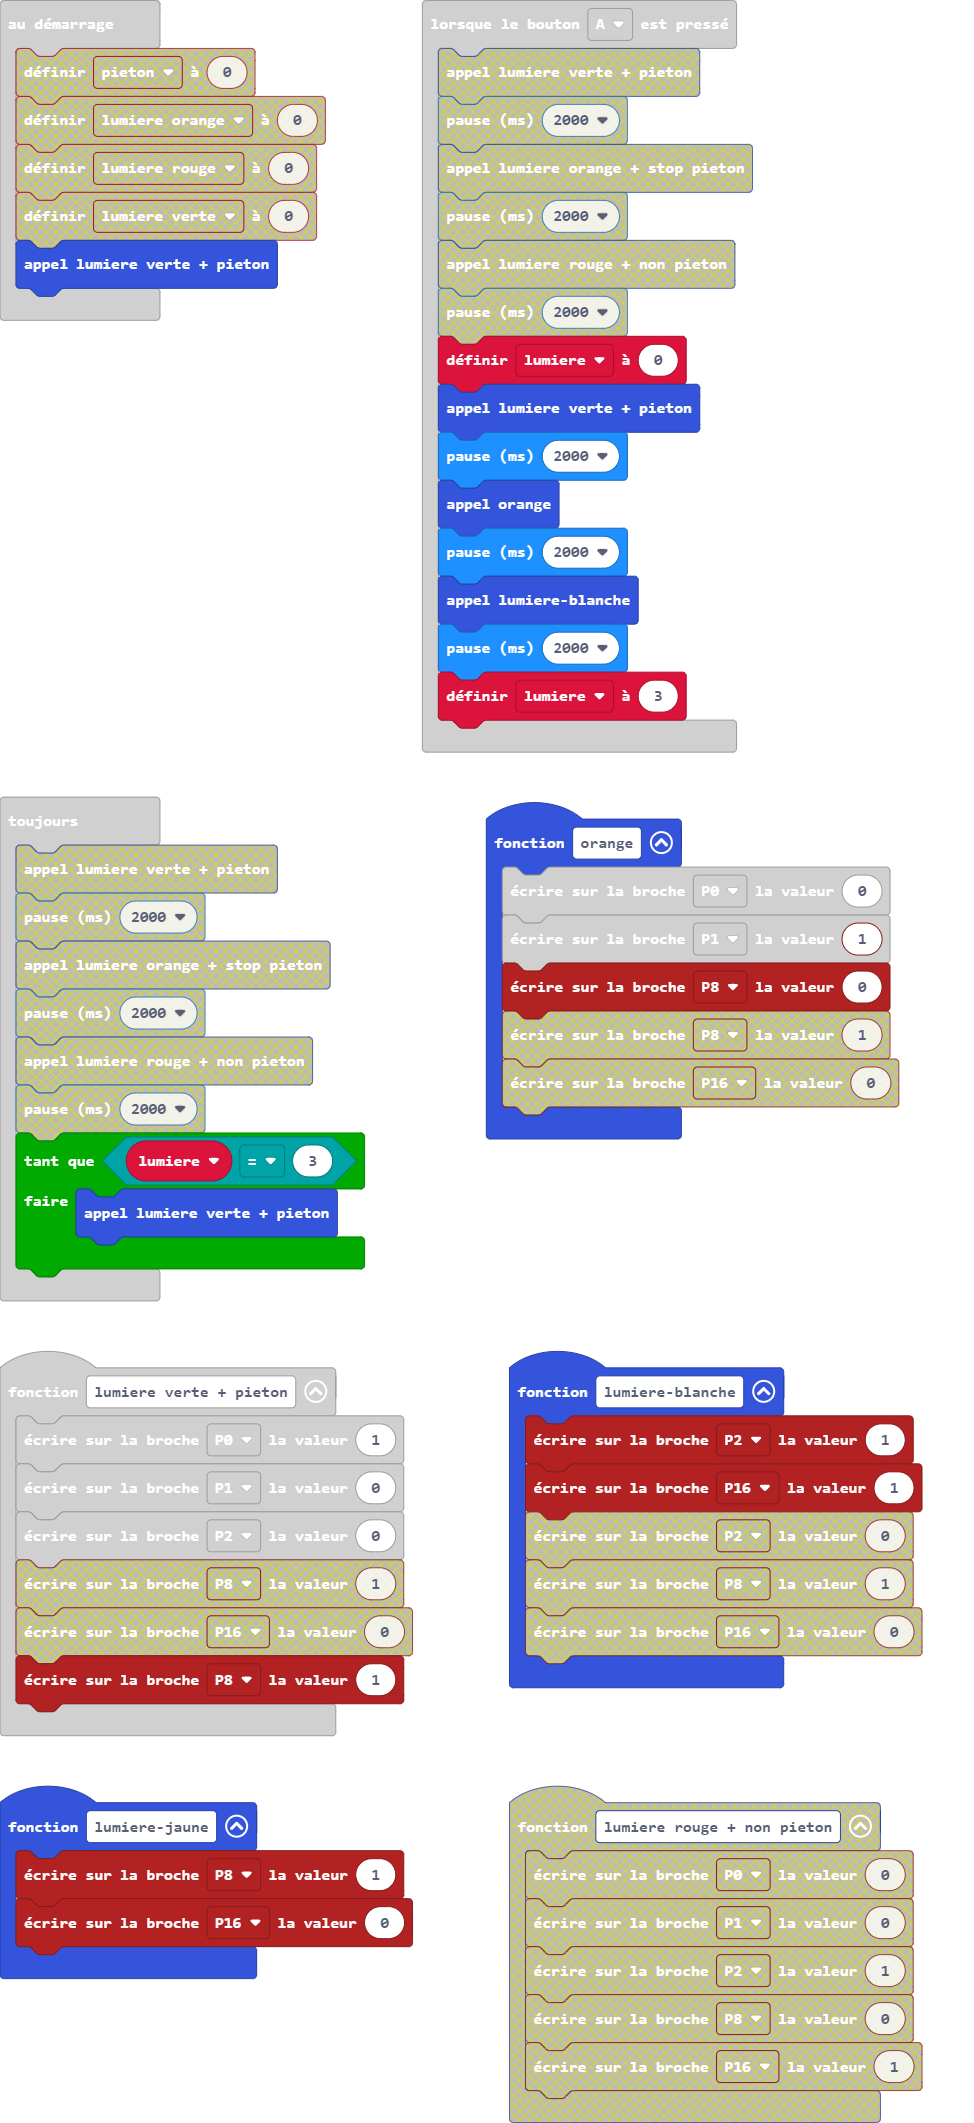 au démarrage
définir pieton à 0
définir lumiere orange à 0
définir lumiere rouge à 0
définir lumiere verte à 0
appel lumiere verte + pieton
lorsque le bouton A est pressé
appel lumiere verte + pieton
pause (ms) 2000
appel lumiere orange + stop pieton
pause (ms) 2000
appel lumiere rouge + non pieton
pause (ms) 2000
définir lumiere à 0
appel lumiere verte + pieton
pause (ms) 2000
appel orange
pause (ms) 2000
appel lumiere-blanche
pause (ms) 2000
définir lumiere à 3
toujours
appel lumiere verte + pieton
pause (ms) 2000
appel lumiere orange + stop pieton
pause (ms) 2000
appel lumiere rouge + non pieton
pause (ms) 2000
tant que lumiere = 3
faire
appel lumiere verte + pieton
fonction orange
écrire sur la broche P0 la valeur 0
écrire sur la broche P1 la valeur 1
écrire sur la broche P8 la valeur 0
écrire sur la broche P8 la valeur 1
écrire sur la broche P16 la valeur 0
fonction lumiere verte + pieton
écrire sur la broche P0 la valeur 1
écrire sur la broche P1 la valeur 0
écrire sur la broche P2 la valeur 0
écrire sur la broche P8 la valeur 1
écrire sur la broche P16 la valeur 0
écrire sur la broche P8 la valeur 1
fonction lumiere-blanche
écrire sur la broche P2 la valeur 1
écrire sur la broche P16 la valeur 1
écrire sur la broche P2 la valeur 0
écrire sur la broche P8 la valeur 1
écrire sur la broche P16 la valeur 0
fonction lumiere-jaune
écrire sur la broche P8 la valeur 1
écrire sur la broche P16 la valeur 0
fonction lumiere rouge + non pieton
écrire sur la broche P0 la valeur 0
écrire sur la broche P1 la valeur 0
écrire sur la broche P2 la valeur 1
écrire sur la broche P8 la valeur 0
écrire sur la broche P16 la valeur 1